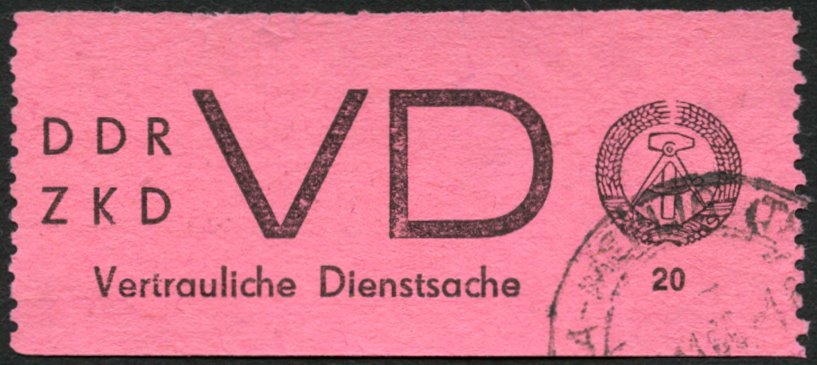 DDR
ZKD
VD
Vertrauliche Dienstsache
20